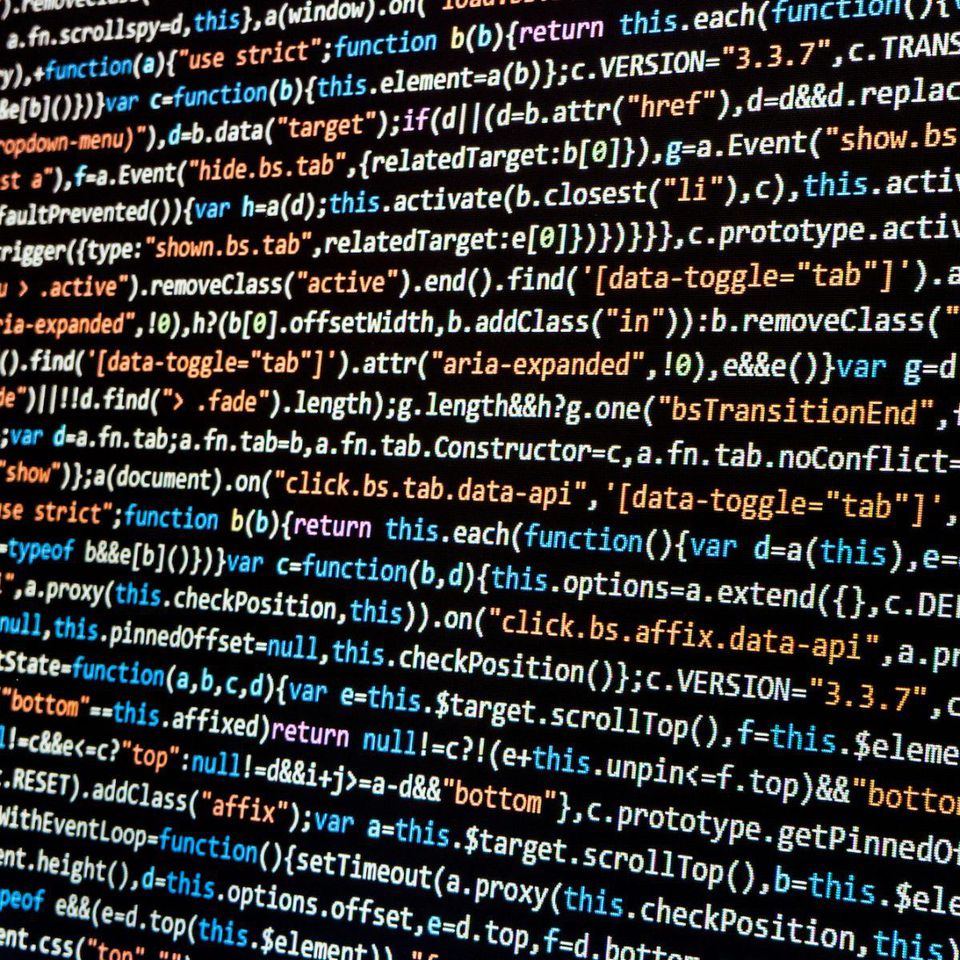 a.fn.scrollspy=d,this},a(window).on("load.bs
y),+function(a){"use strict";function b(b){return this.each(function(){
&e[b]()})}var c=function(b){this.element=a(b)};c.VERSION="3.3.7",c.TRANS
ropdown-menu)"),d=b.data("target");if(d||(d=b.attr("href"),d=d&&d.replac
st a"),f=a.Event("hide.bs.tab",{relatedTarget:b[0]}),g=a.Event("show.bs
faultPrevented()){var h=a(d);this.activate(b.closest("li"),c),this.activ
rigger({type:"shown.bs.tab",relatedTarget:e[0]})})}}},c.prototype.activ
u > .active").removeClass("active").end().find('[data-toggle="tab"]').a
ria-expanded",!0),h?(b[0].offsetWidth,b.addClass("in")):b.removeClass("
().find('[data-toggle="tab"]').attr("aria-expanded",!0),e&&e()}var g=d
de")||!!d.find("> .fade").length);g.length&&h?g.one("bsTransitionEnd",
;var d=a.fn.tab;a.fn.tab=b,a.fn.tab.Constructor=c,a.fn.tab.noConflict=
"show")};a(document).on("click.bs.tab.data-api",'[data-toggle="tab"]',
se strict";function b(b){return this.each(function(){var d=a(this),e=
=typeof b&&e[b]()})}var c=function(b,d){this.options=a.extend({},c.DE
",a.proxy(this.checkPosition,this)).on("click.bs.affix.data-api",a.pr
null,this.pinnedOffset=null,this.checkPosition()};c.VERSION="3.3.7",c
tState=function(a,b,c,d){var e=this.$target.scrollTop(),f=this.$eleme
"bottom"==this.affixed)return null!=c?!(e+this.unpin<=f.top)&&"botto
l!=c&&e<=c?"top":null!=d&&i+j>=a-d&&"bottom"},c.prototype.getPinnedO
.RESET).addClass("affix");var a=this.$target.scrollTop(),b=this.$ele
WithEventLoop=function(){setTimeout(a.proxy(this.checkPosition,this)
ent.height(),d=this.options.offset,e=d.top,f=d.bottom
peof e&&(e=d.top(this.$element)),"f
ent.css("top","")